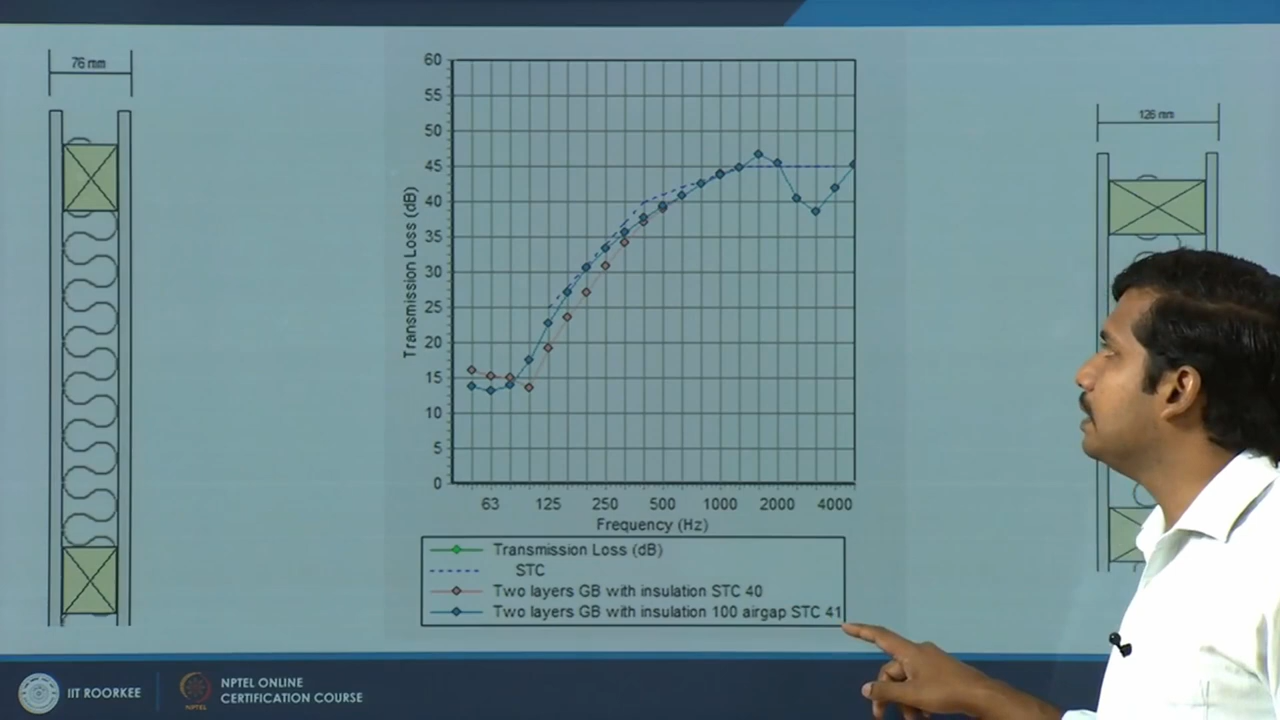 76 mm
126 mm
60
55
50
45
40
35
30
25
20
15
10
5
0
Transmission Loss (dB)
63 125 250 500 1000 2000 4000
Frequency (Hz)
Transmission Loss (dB)
STC
Two layers GB with insulation STC 40
Two layers GB with insulation 100 airgap STC 41
IIT ROORKEE
NPTEL
NPTEL ONLINE
CERTIFICATION COURSE